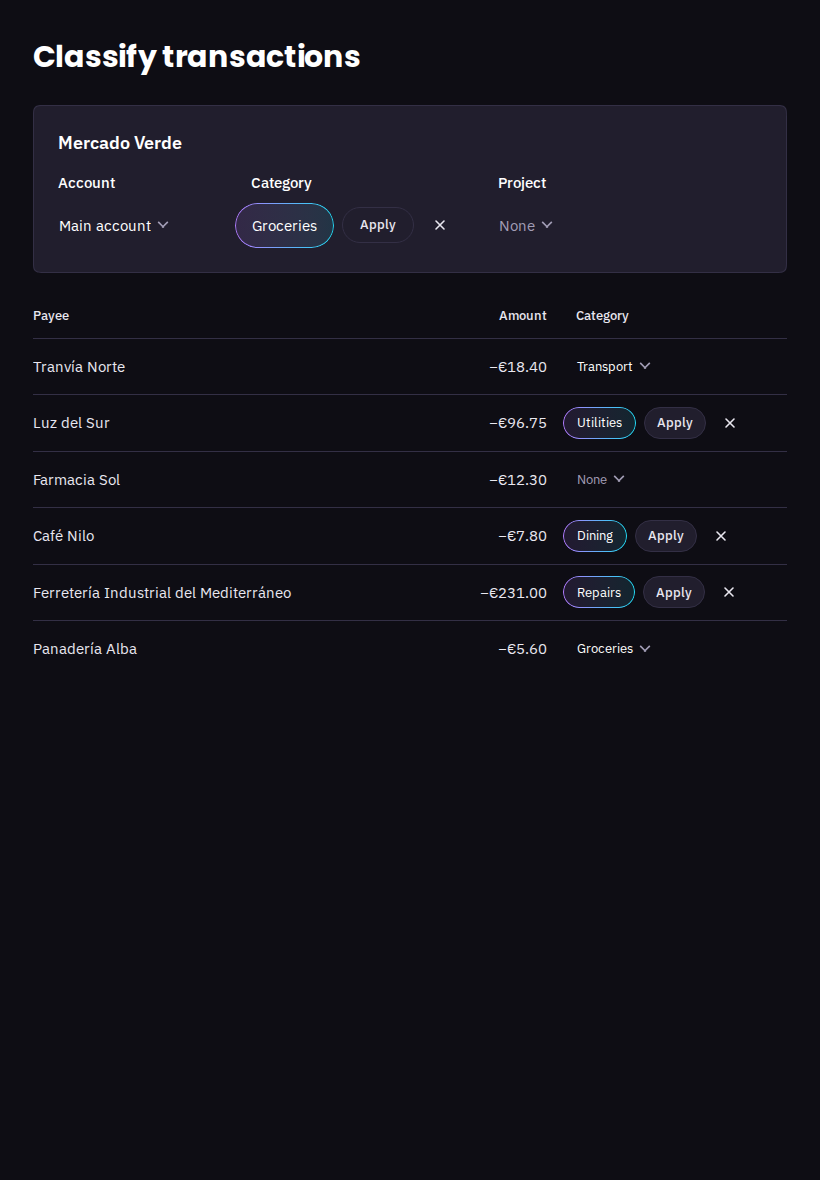 Classify transactions
Mercado Verde
Account Category Project
Main account Groceries Apply None
Payee Amount Category
Tranvía Norte −€18.40 Transport
Luz del Sur −€96.75 Utilities Apply
Farmacia Sol −€12.30 None
Café Nilo −€7.80 Dining Apply
Ferretería Industrial del Mediterráneo −€231.00 Repairs Apply
Panadería Alba −€5.60 Groceries